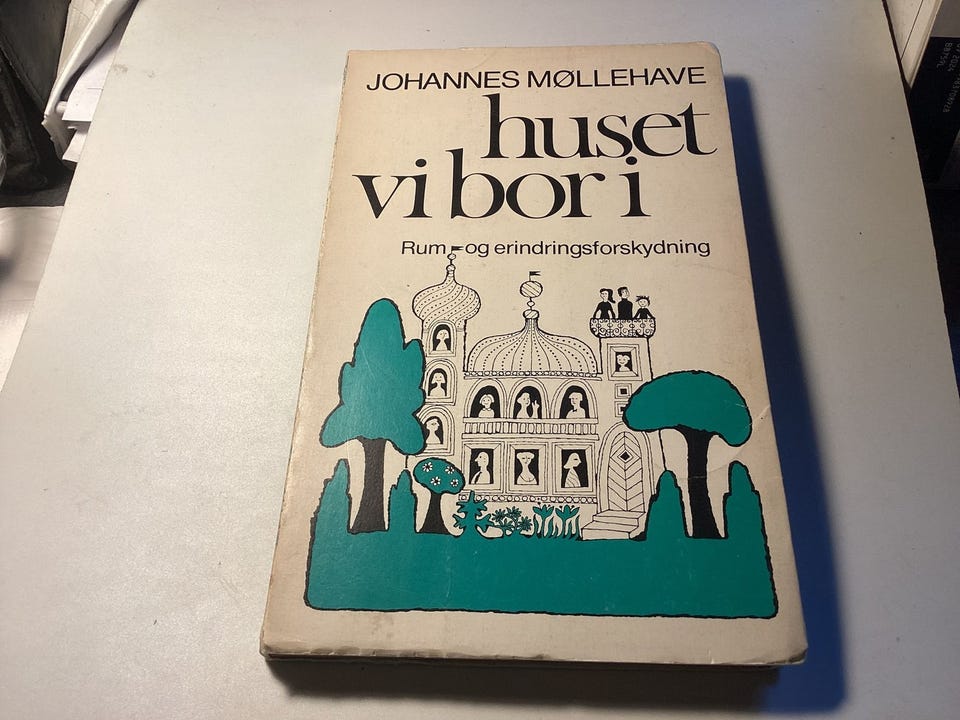 JOHANNES MØLLEHAVE
huset
vi bor i
Rum- og erindringsforskydning